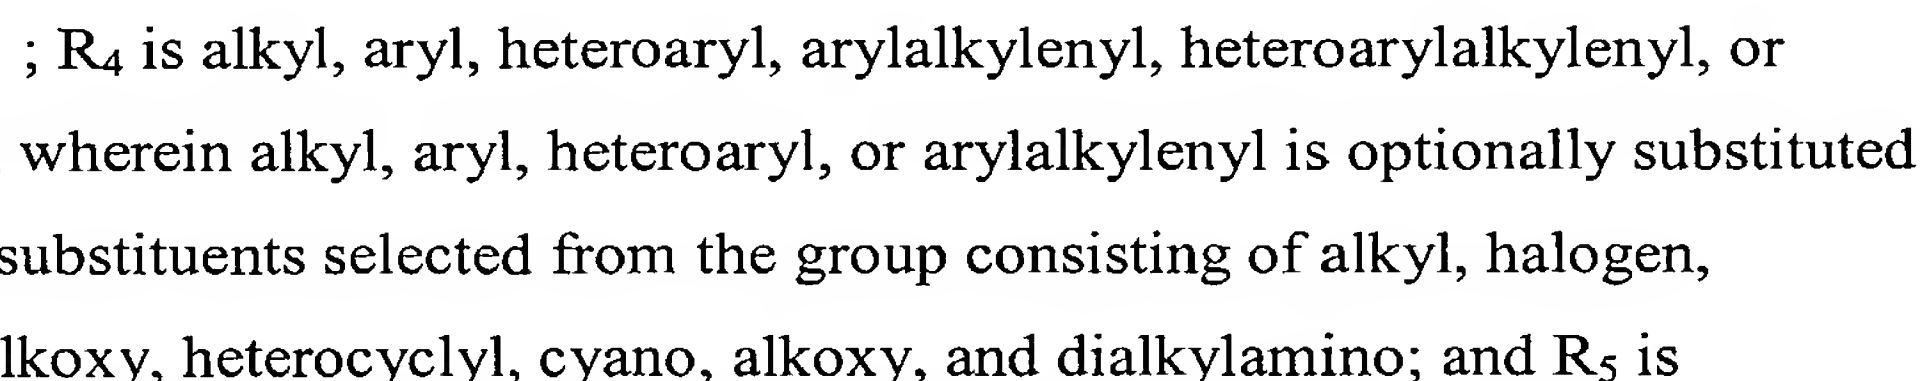 ; R4 is alkyl, aryl, heteroaryl, arylalkylenyl, heteroarylalkylenyl, or
wherein alkyl, aryl, heteroaryl, or arylalkylenyl is optionally substituted
substituents selected from the group consisting of alkyl, halogen,
lkoxy, heterocyclyl, cyano, alkoxy, and dialkylamino; and R5 is